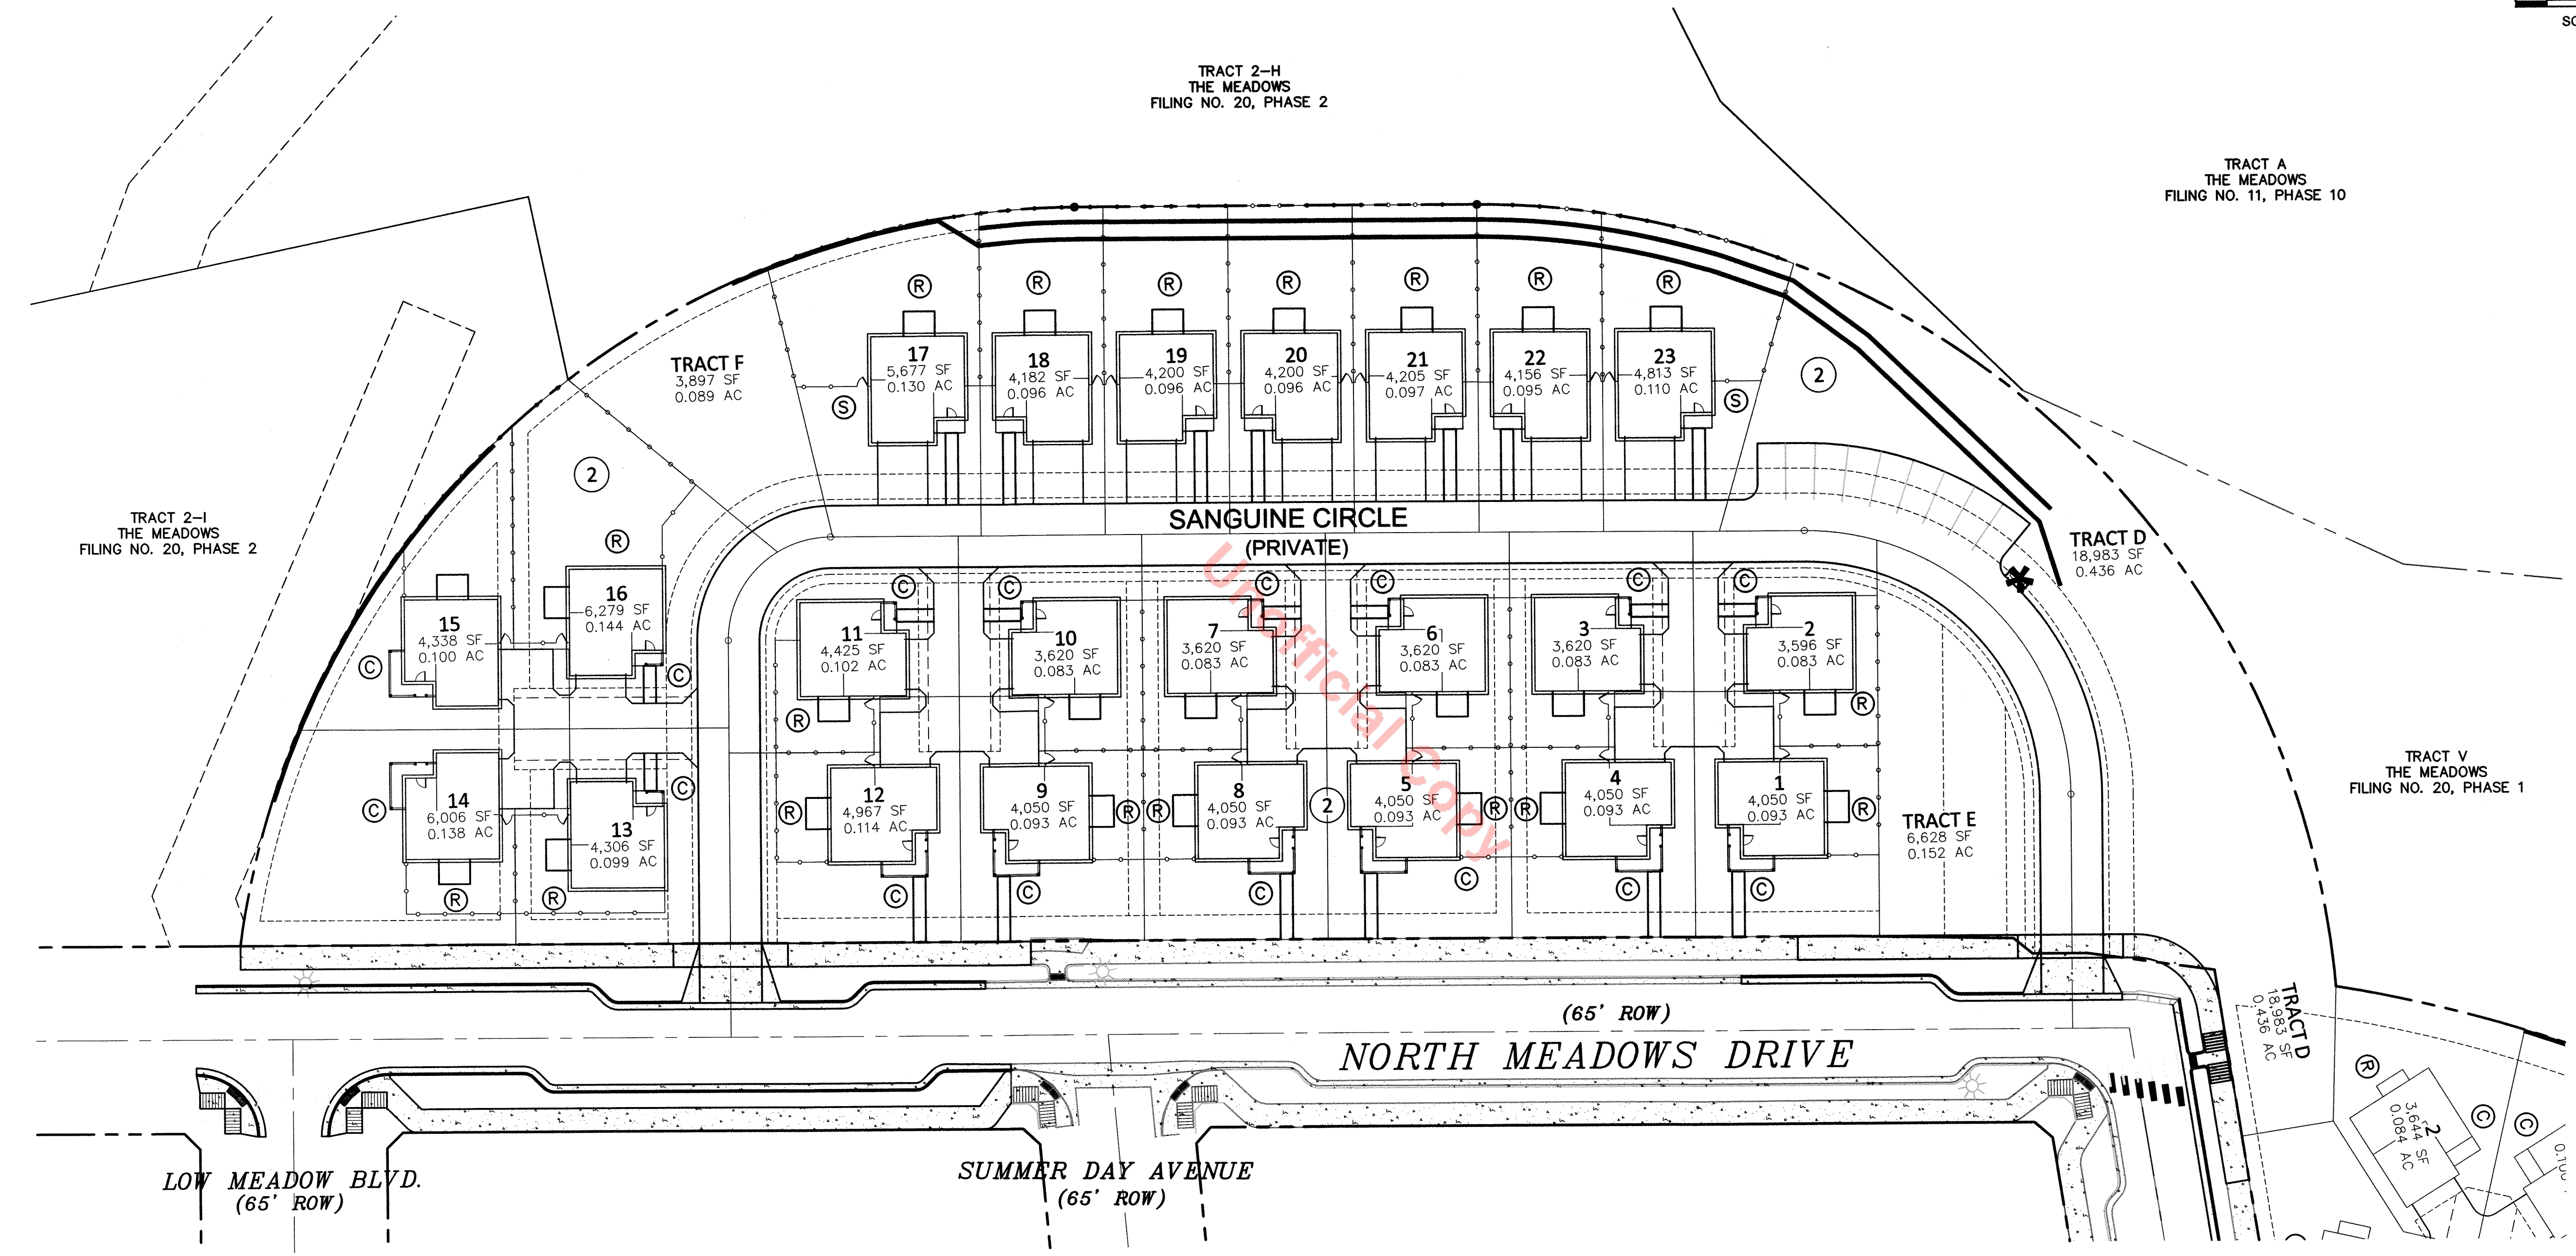 SC
TRACT 2-H
THE MEADOWS
FILING NO. 20, PHASE 2
TRACT A
THE MEADOWS
FILING NO. 11, PHASE 10
TRACT F
3,897 SF
0.089 AC
R
17
5,677 SF
0.130 AC
S
R
18
4,182 SF
0.096 AC
R
19
4,200 SF
0.096 AC
R
20
4,200 SF
0.096 AC
R
21
4,205 SF
0.097 AC
R
22
4,156 SF
0.095 AC
R
23
4,813 SF
0.110 AC
S
2
2
TRACT 2-I
THE MEADOWS
FILING NO. 20, PHASE 2
SANGUINE CIRCLE
(PRIVATE)
TRACT D
18,983 SF
0.436 AC
15
4,338 SF
0.100 AC
C
R
16
6,279 SF
0.144 AC
C
C
11
4,425 SF
0.102 AC
R
C
10
3,620 SF
0.083 AC
C
7
3,620 SF
0.083 AC
C
6
3,620 SF
0.083 AC
C
3
3,620 SF
0.083 AC
C
2
3,596 SF
0.083 AC
R
Unofficial Copy
14
6,006 SF
0.138 AC
C
R
13
4,306 SF
0.099 AC
C
R
12
4,967 SF
0.114 AC
R
C
9
4,050 SF
0.093 AC
R
C
8
4,050 SF
0.093 AC
R
C
2
5
4,050 SF
0.093 AC
R
C
4
4,050 SF
0.093 AC
R
C
1
4,050 SF
0.093 AC
R
C
TRACT E
6,628 SF
0.152 AC
TRACT V
THE MEADOWS
FILING NO. 20, PHASE 1
(65' ROW)
NORTH MEADOWS DRIVE
TRACT D
18,983 SF
0.436 AC
LOW MEADOW BLVD.
(65' ROW)
SUMMER DAY AVENUE
(65' ROW)
R
2
3,644 SF
0.084 AC
C
C